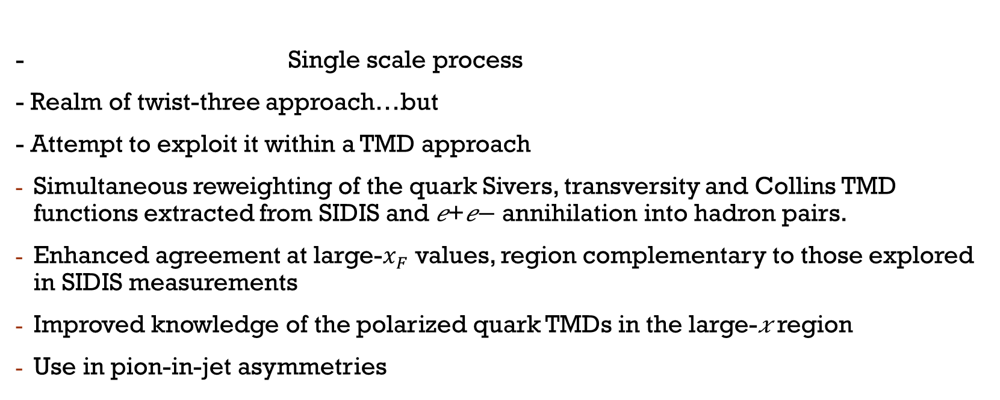 - Single scale process
- Realm of twist-three approach…but
- Attempt to exploit it within a TMD approach
- Simultaneous reweighting of the quark Sivers, transversity and Collins TMD
functions extracted from SIDIS and 𝑒+𝑒− annihilation into hadron pairs.
- Enhanced agreement at large-𝑥_F values, region complementary to those explored
in SIDIS measurements
- Improved knowledge of the polarized quark TMDs in the large-𝑥 region
- Use in pion-in-jet asymmetries